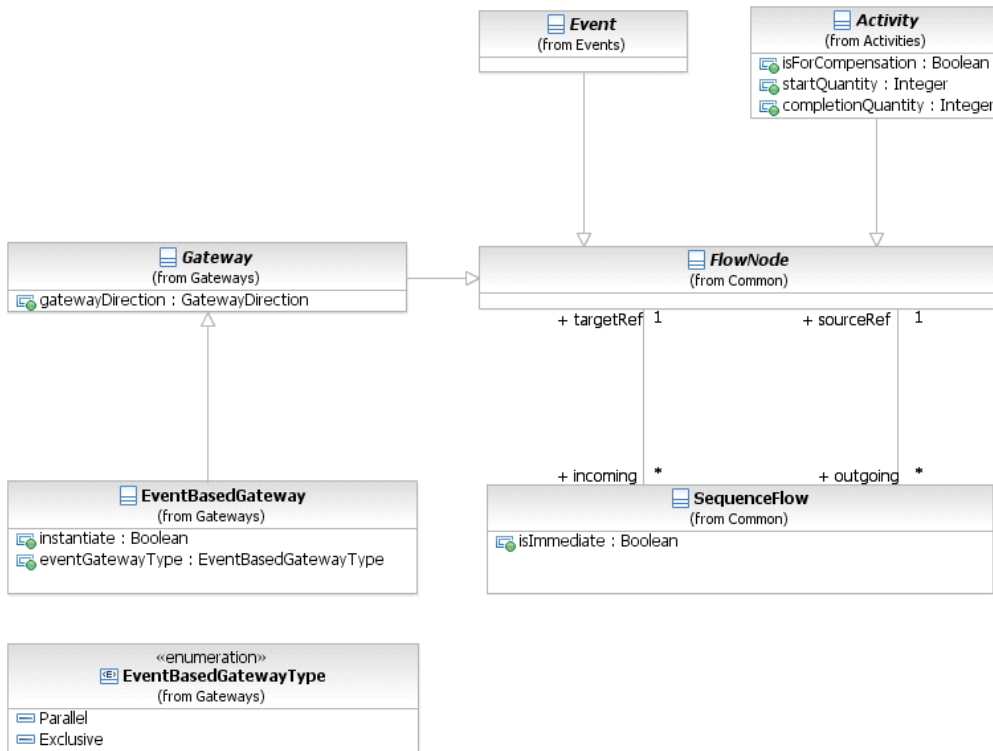 Event
(from Events)
Activity
(from Activities)
isForCompensation : Boolean
startQuantity : Integer
completionQuantity : Integer
Gateway
(from Gateways)
gatewayDirection : GatewayDirection
FlowNode
(from Common)
+ targetRef 1
+ sourceRef 1
+ incoming *
+ outgoing *
EventBasedGateway
(from Gateways)
instantiate : Boolean
eventGatewayType : EventBasedGatewayType
SequenceFlow
(from Common)
isImmediate : Boolean
«enumeration»
<E> EventBasedGatewayType
(from Gateways)
Parallel
Exclusive